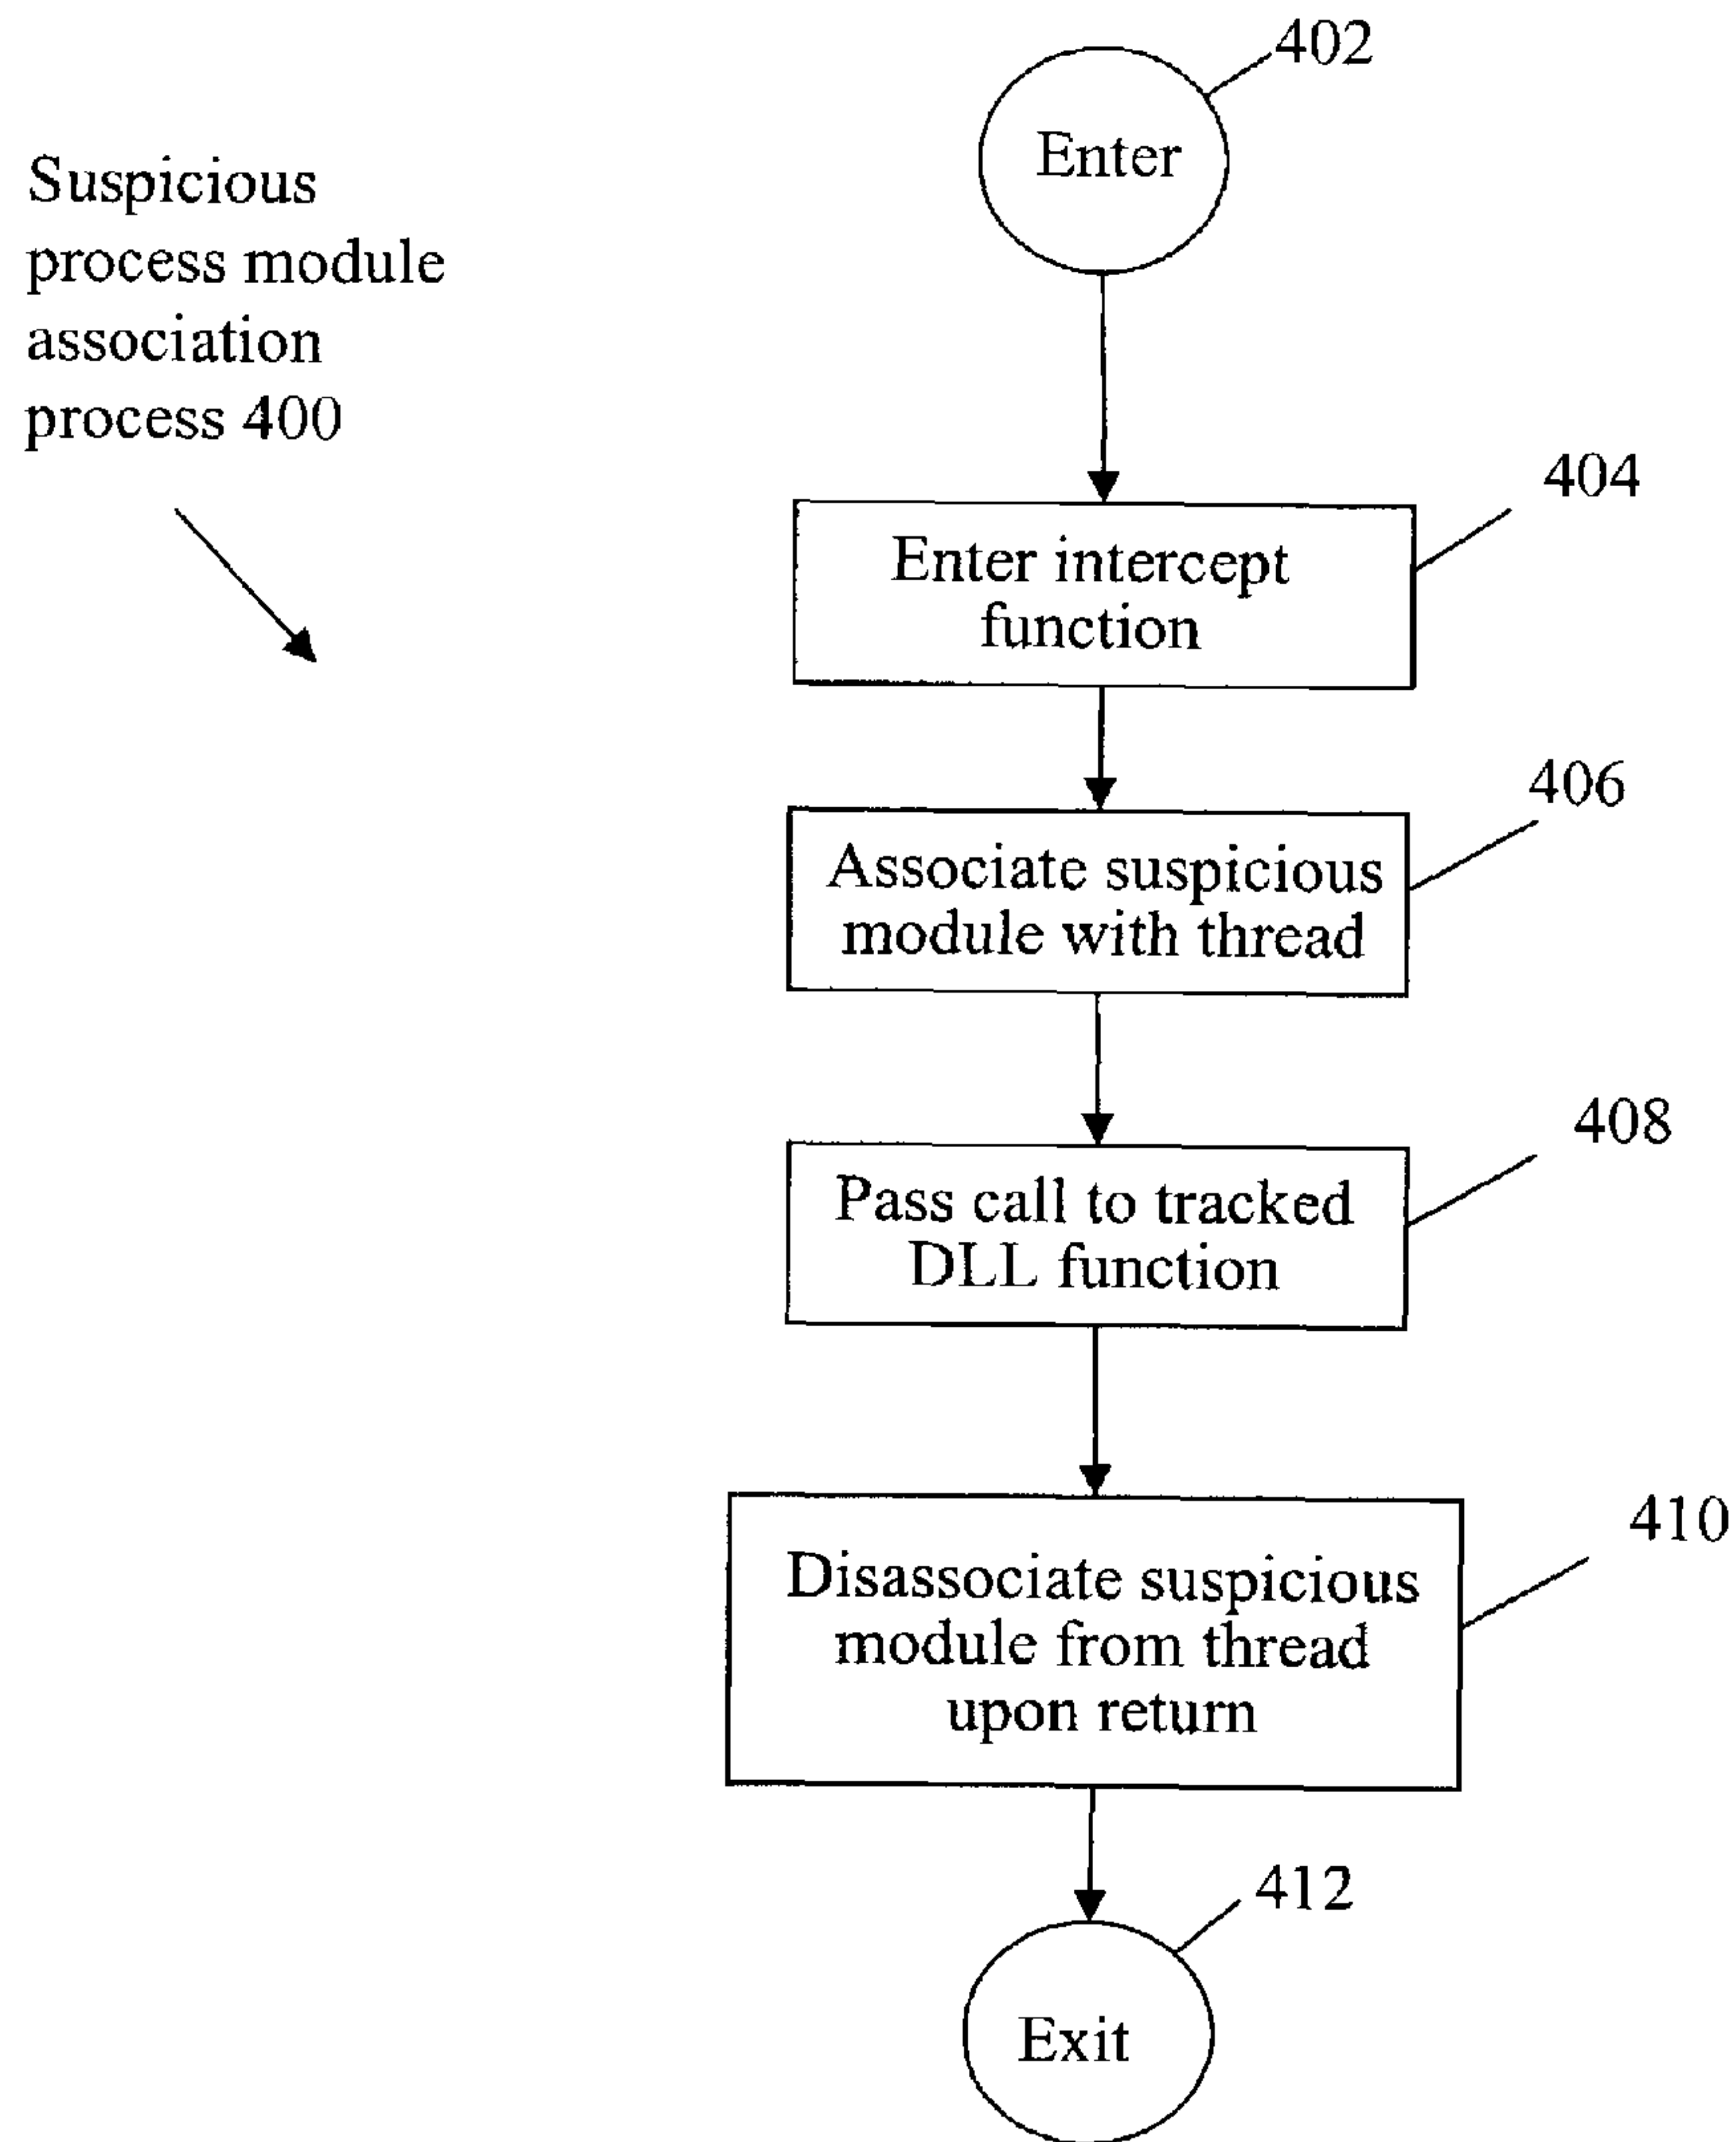 402
Enter
Suspicious
process module
association
process 400
404
Enter intercept
function
406
Associate suspicious
module with thread
408
Pass call to tracked
DLL function
410
Disassociate suspicious
module from thread
upon return
412
Exit